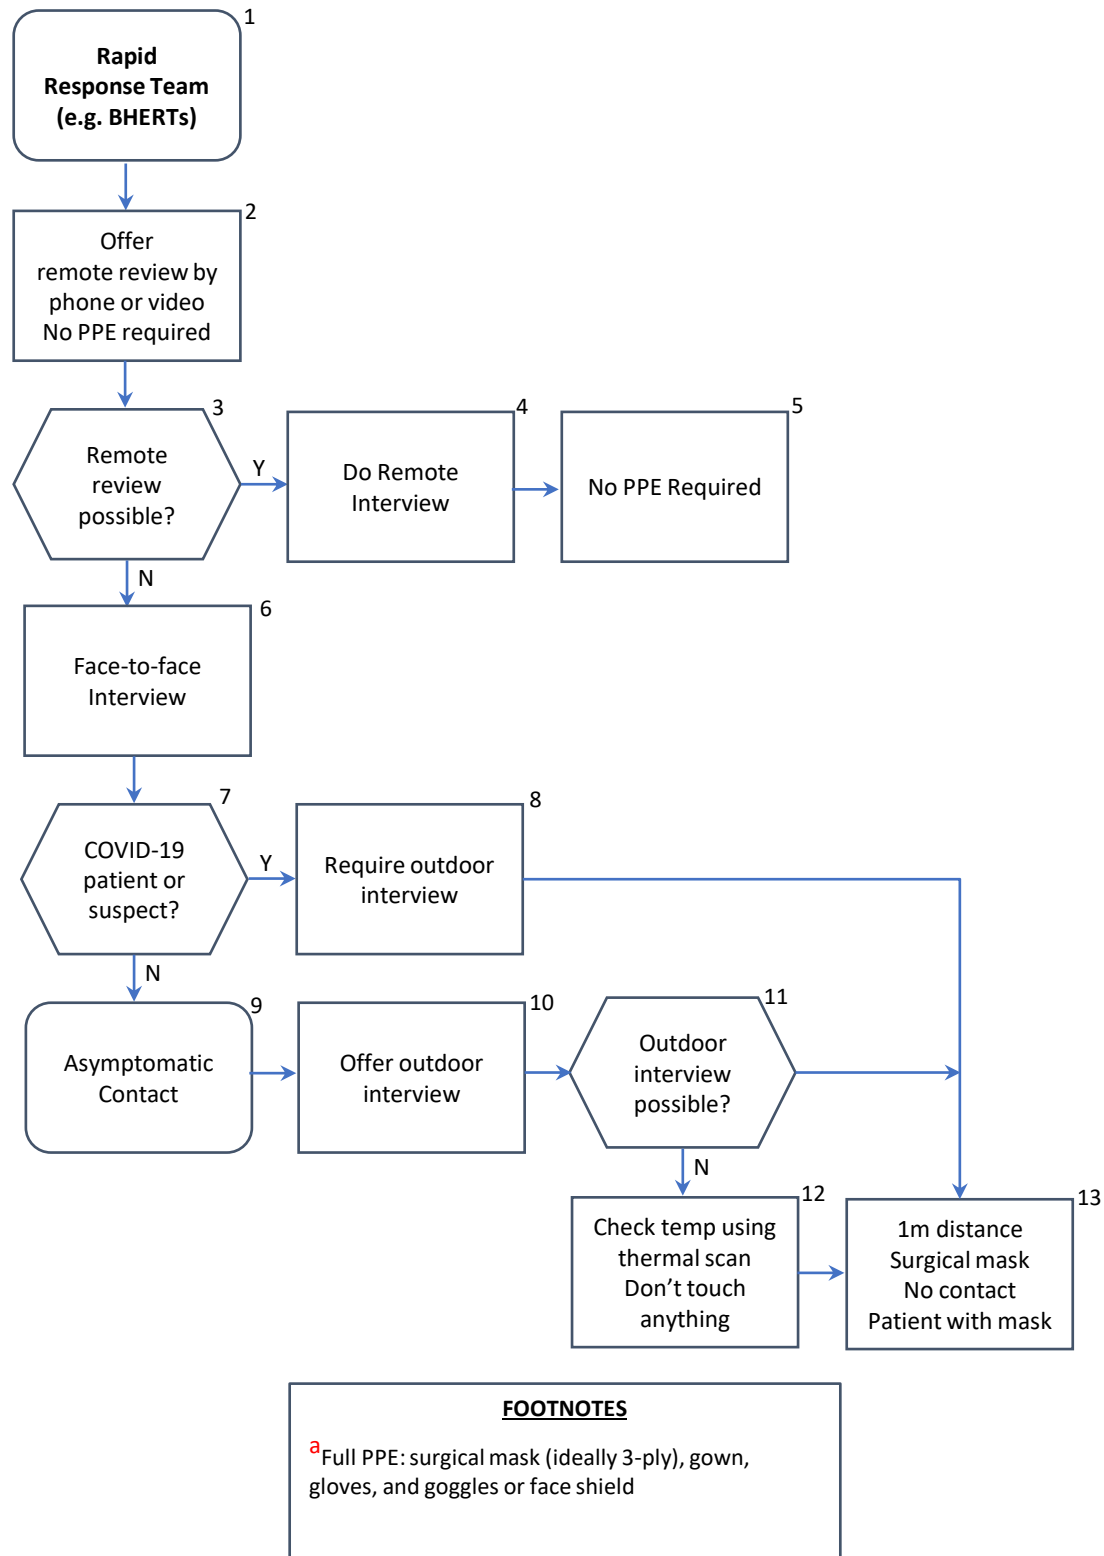 1
Rapid
Response Team
(e.g. BHERTs)
2
Offer
remote review by
phone or video
No PPE required
3
Remote
review
possible?
Y
4
Do Remote
Interview
5
No PPE Required
N
6
Face-to-face
Interview
7
COVID-19
patient or
suspect?
Y
8
Require outdoor
interview
N
9
Asymptomatic
Contact
10
Offer outdoor
interview
11
Outdoor
interview
possible?
N
12
Check temp using
thermal scan
Don’t touch
anything
13
1m distance
Surgical mask
No contact
Patient with mask
FOOTNOTES
aFull PPE: surgical mask (ideally 3-ply), gown,
gloves, and goggles or face shield